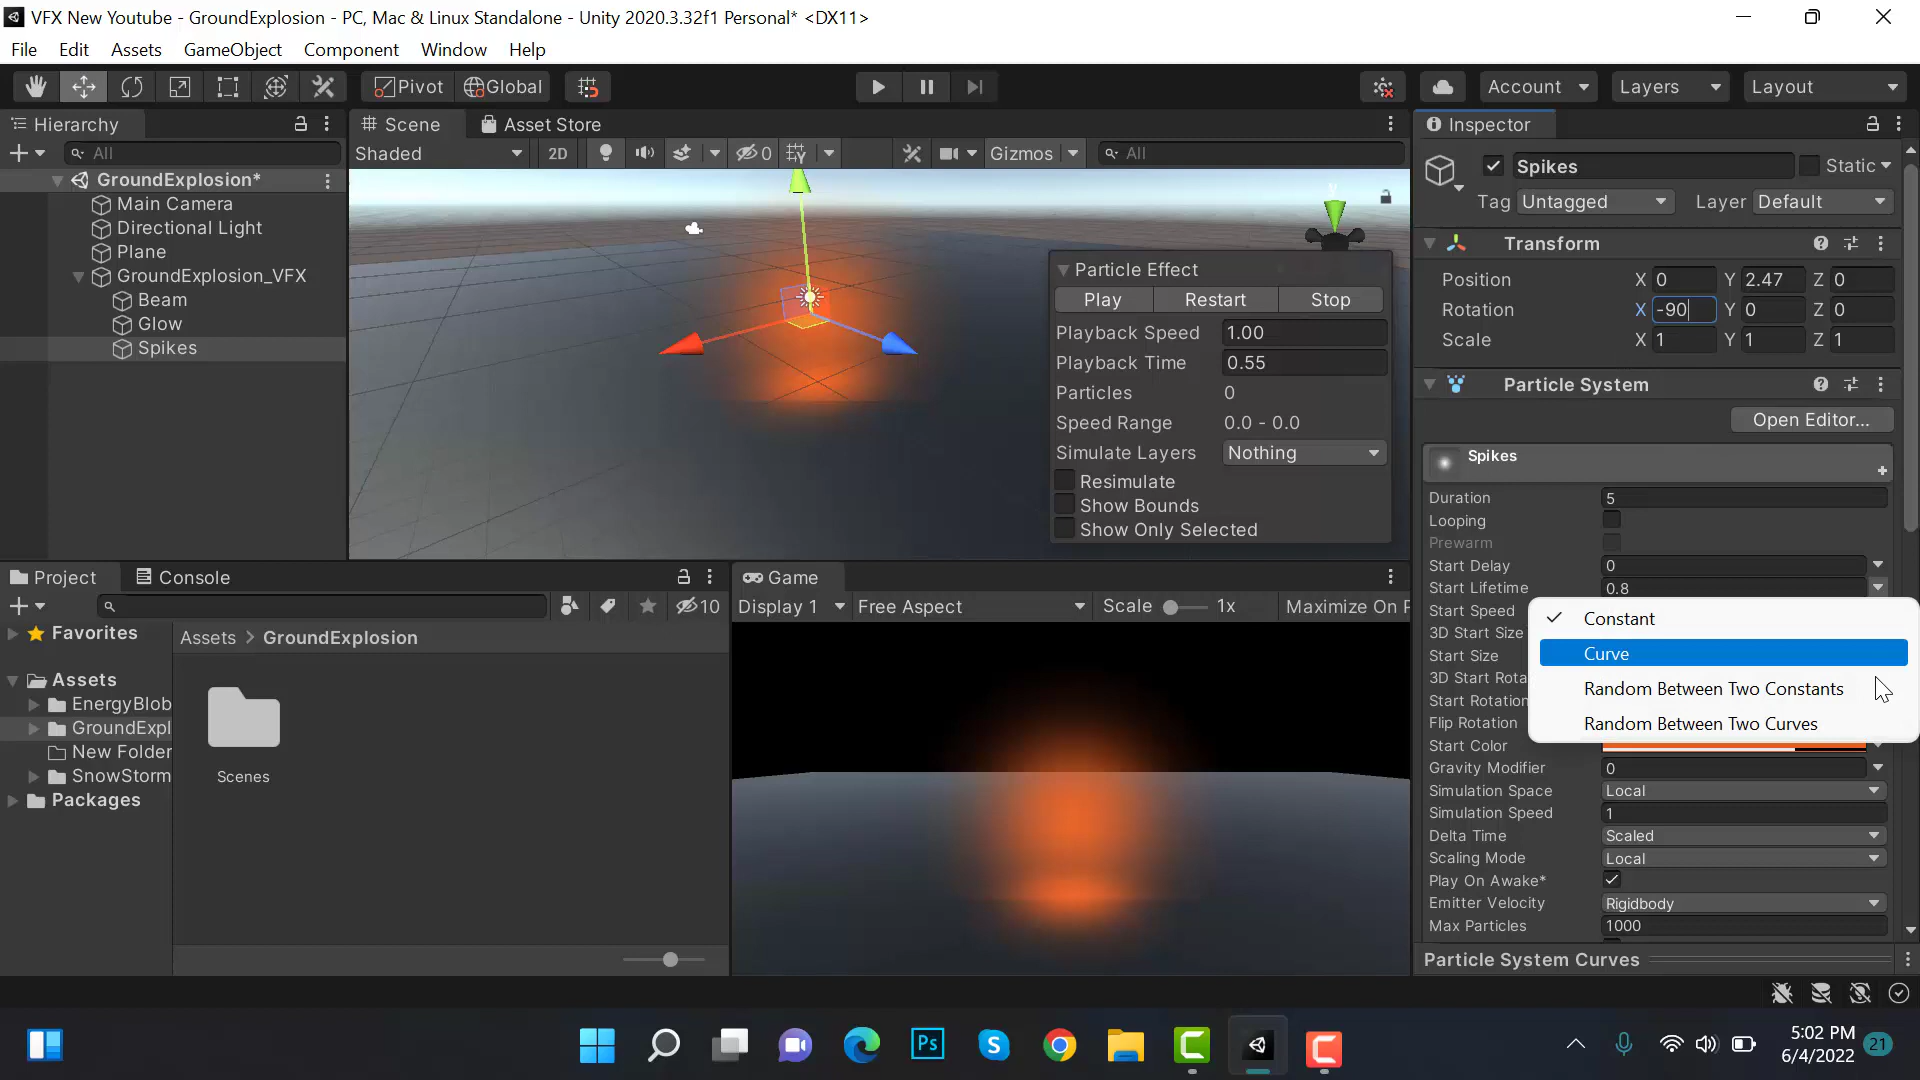 VFX New Youtube - GroundExplosion - PC, Mac & Linux Standalone - Unity 2020.3.32f1 Personal* <DX11>
File Edit Assets GameObject Component Window Help
Pivot Global Account Layers Layout
Hierarchy
All
GroundExplosion*
Main Camera
Directional Light
Plane
GroundExplosion_VFX
Beam
Glow
Spikes
Scene Asset Store
Shaded 2D 0 Gizmos All
y
Particle Effect
Play Restart Stop
Playback Speed 1.00
Playback Time 0.55
Particles 0
Speed Range 0.0 - 0.0
Simulate Layers Nothing
Resimulate
Show Bounds
Show Only Selected
Project Console
10
Favorites
Assets
EnergyBlob
GroundExpl
New Folder
SnowStorm
Packages
Assets > GroundExplosion
Scenes
Game
Display 1 Free Aspect Scale 1x Maximize On P
Inspector
Spikes Static
Tag Untagged Layer Default
Transform
Position X 0 Y 2.47 Z 0
Rotation X -90 Y 0 Z 0
Scale X 1 Y 1 Z 1
Particle System
Open Editor...
Spikes
Duration 5
Looping
Prewarm
Start Delay 0
Start Lifetime 0.8
Start Speed
3D Start Size
Start Size
3D Start Rota
Start Rotation
Flip Rotation
Start Color
Constant
Curve
Random Between Two Constants
Random Between Two Curves
Gravity Modifier 0
Simulation Space Local
Simulation Speed 1
Delta Time Scaled
Scaling Mode Local
Play On Awake*
Emitter Velocity Rigidbody
Max Particles 1000
Particle System Curves
Ps
5:02 PM
6/4/2022
21